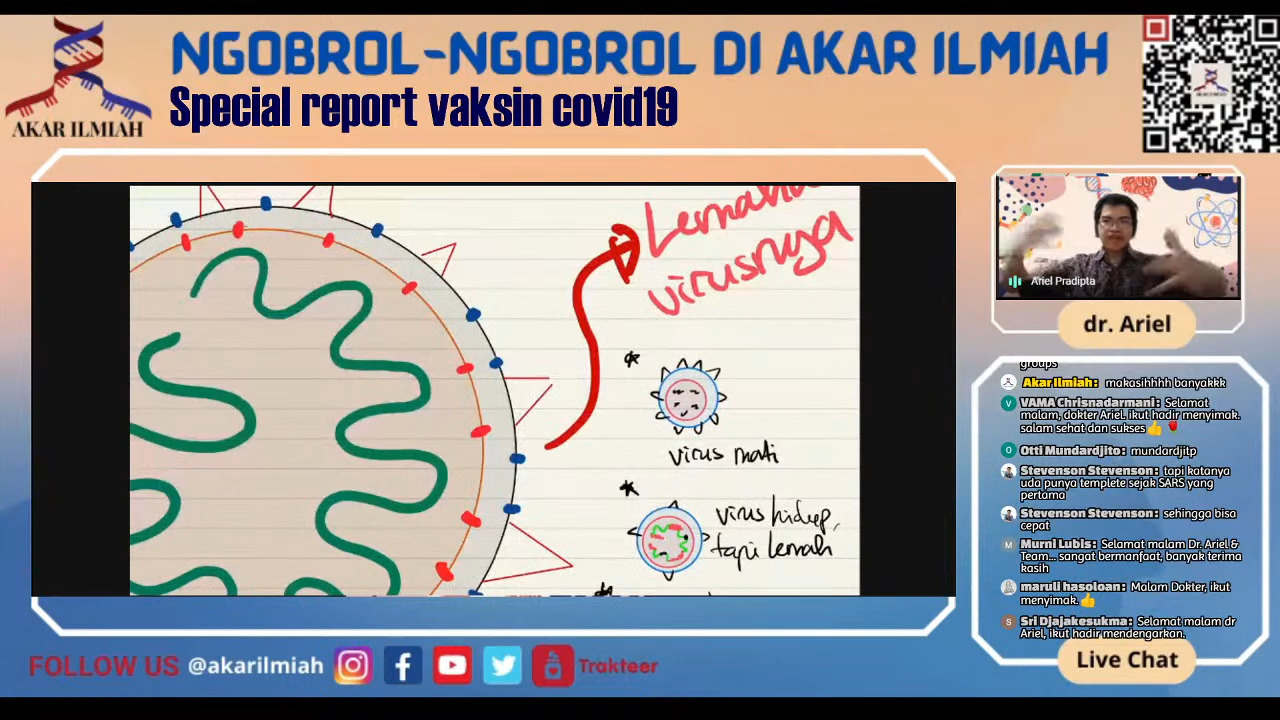 NGOBROL-NGOBROL DI AKAR ILMIAH
Special report vaksin covid19
AKAR ILMIAH
virusnya
virus mati
virus hidup,
tapi lemah
Ariel Pradipta
dr. Ariel
groups
Akar Ilmiah: makasihhhh banyakkk
V
VAMA Chrisnadarmani: Selamat
malam, dokter Ariel. ikut hadir menyimak.
salam sehat dan sukses👍🌹
O
Otti Mundardjito: mundardjitp
Stevenson Stevenson: tapi katanya
uda punya templete sejak SARS yang
pertama
Stevenson Stevenson: sehingga bisa
cepat
M
Murni Lubis: Selamat malam Dr. Ariel &
Team... sangat bermanfaat, banyak terima
kasih
maruli hasoloan: Malam Dokter, ikut
menyimak.👍
S
Sri Djajakesukma: Selamat malam dr
Ariel, ikut hadir mendengarkan.
Live Chat
FOLLOW US @akarilmiah Trakteer